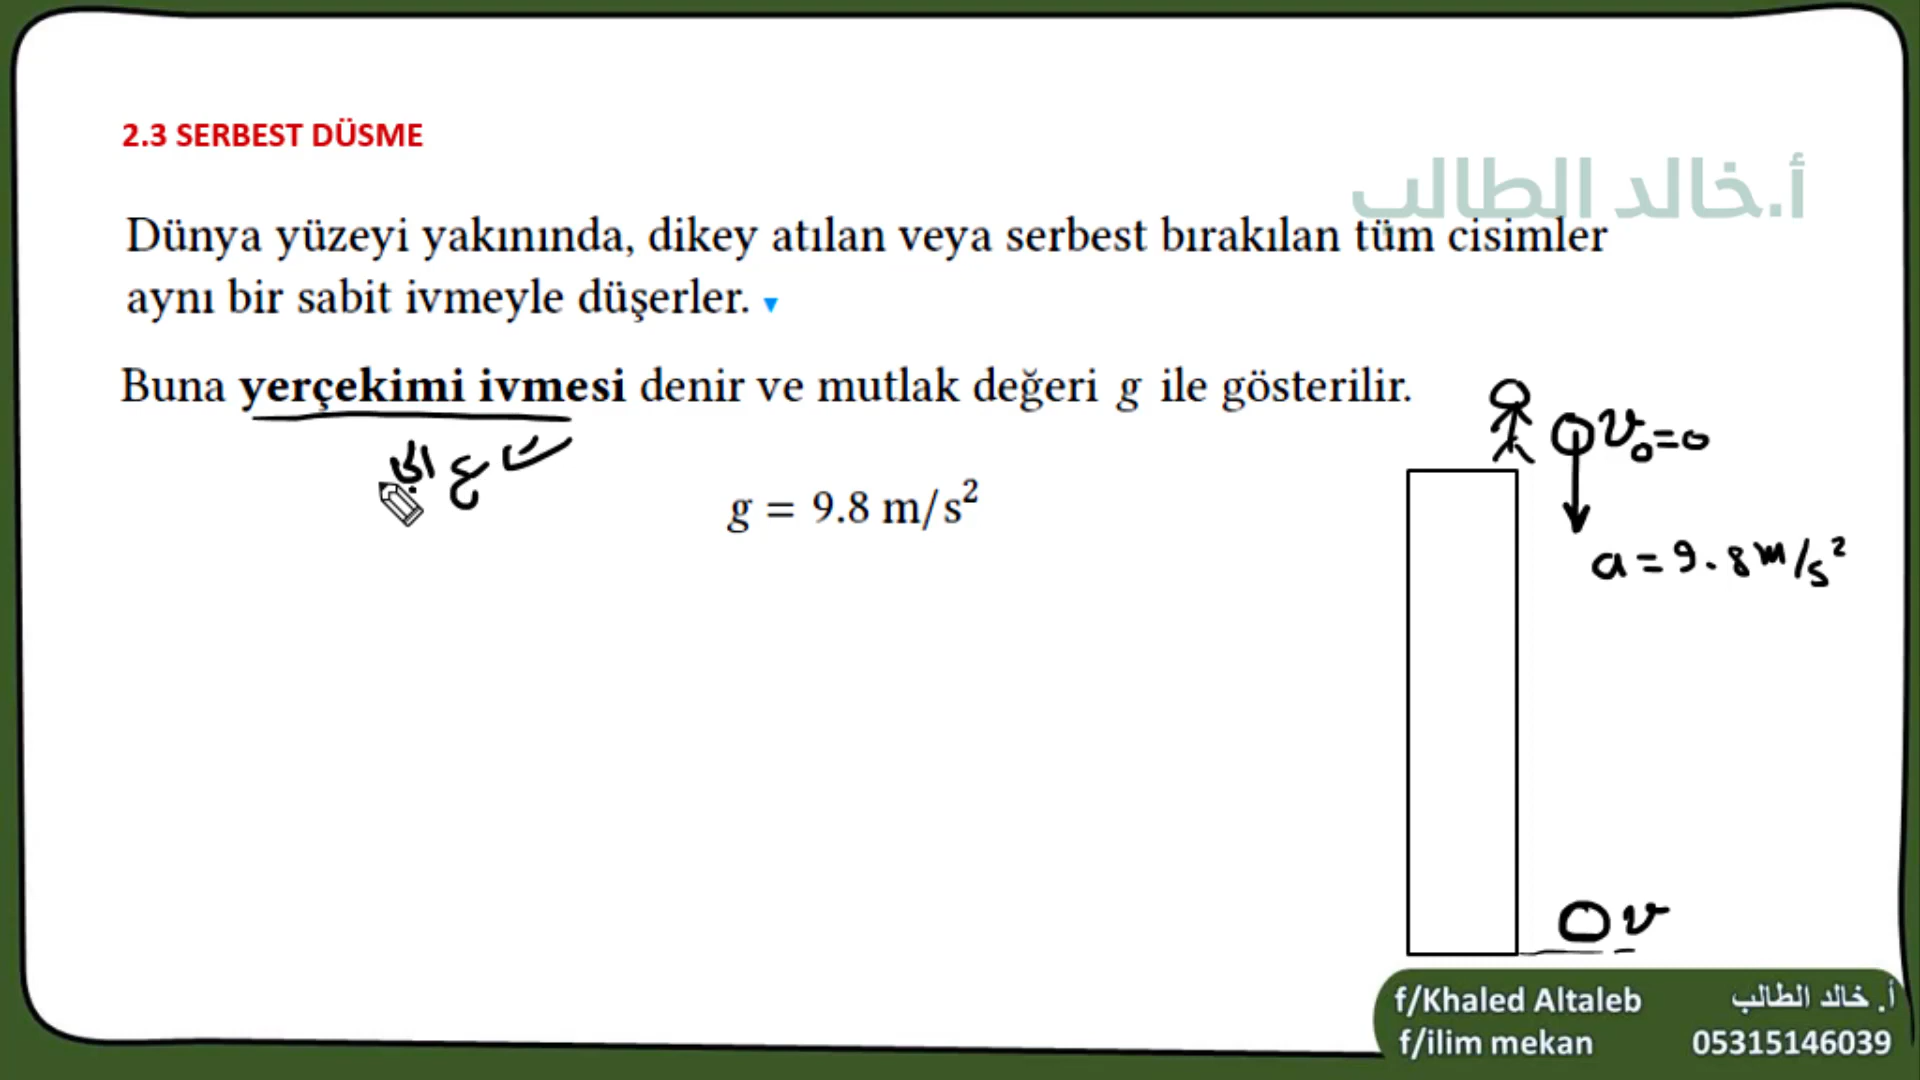 2.3 SERBEST DÜSME
أ.خالد الطالب
Dünya yüzeyi yakınında, dikey atılan veya serbest bırakılan tüm cisimler
aynı bir sabit ivmeyle düşerler.
Buna yerçekimi ivmesi denir ve mutlak değeri g ile gösterilir.
v₀=0
g = 9.8 m/s²
a = 9.8 m/s²
v
f/Khaled Altaleb أ. خالد الطالب
f/ilim mekan 05315146039